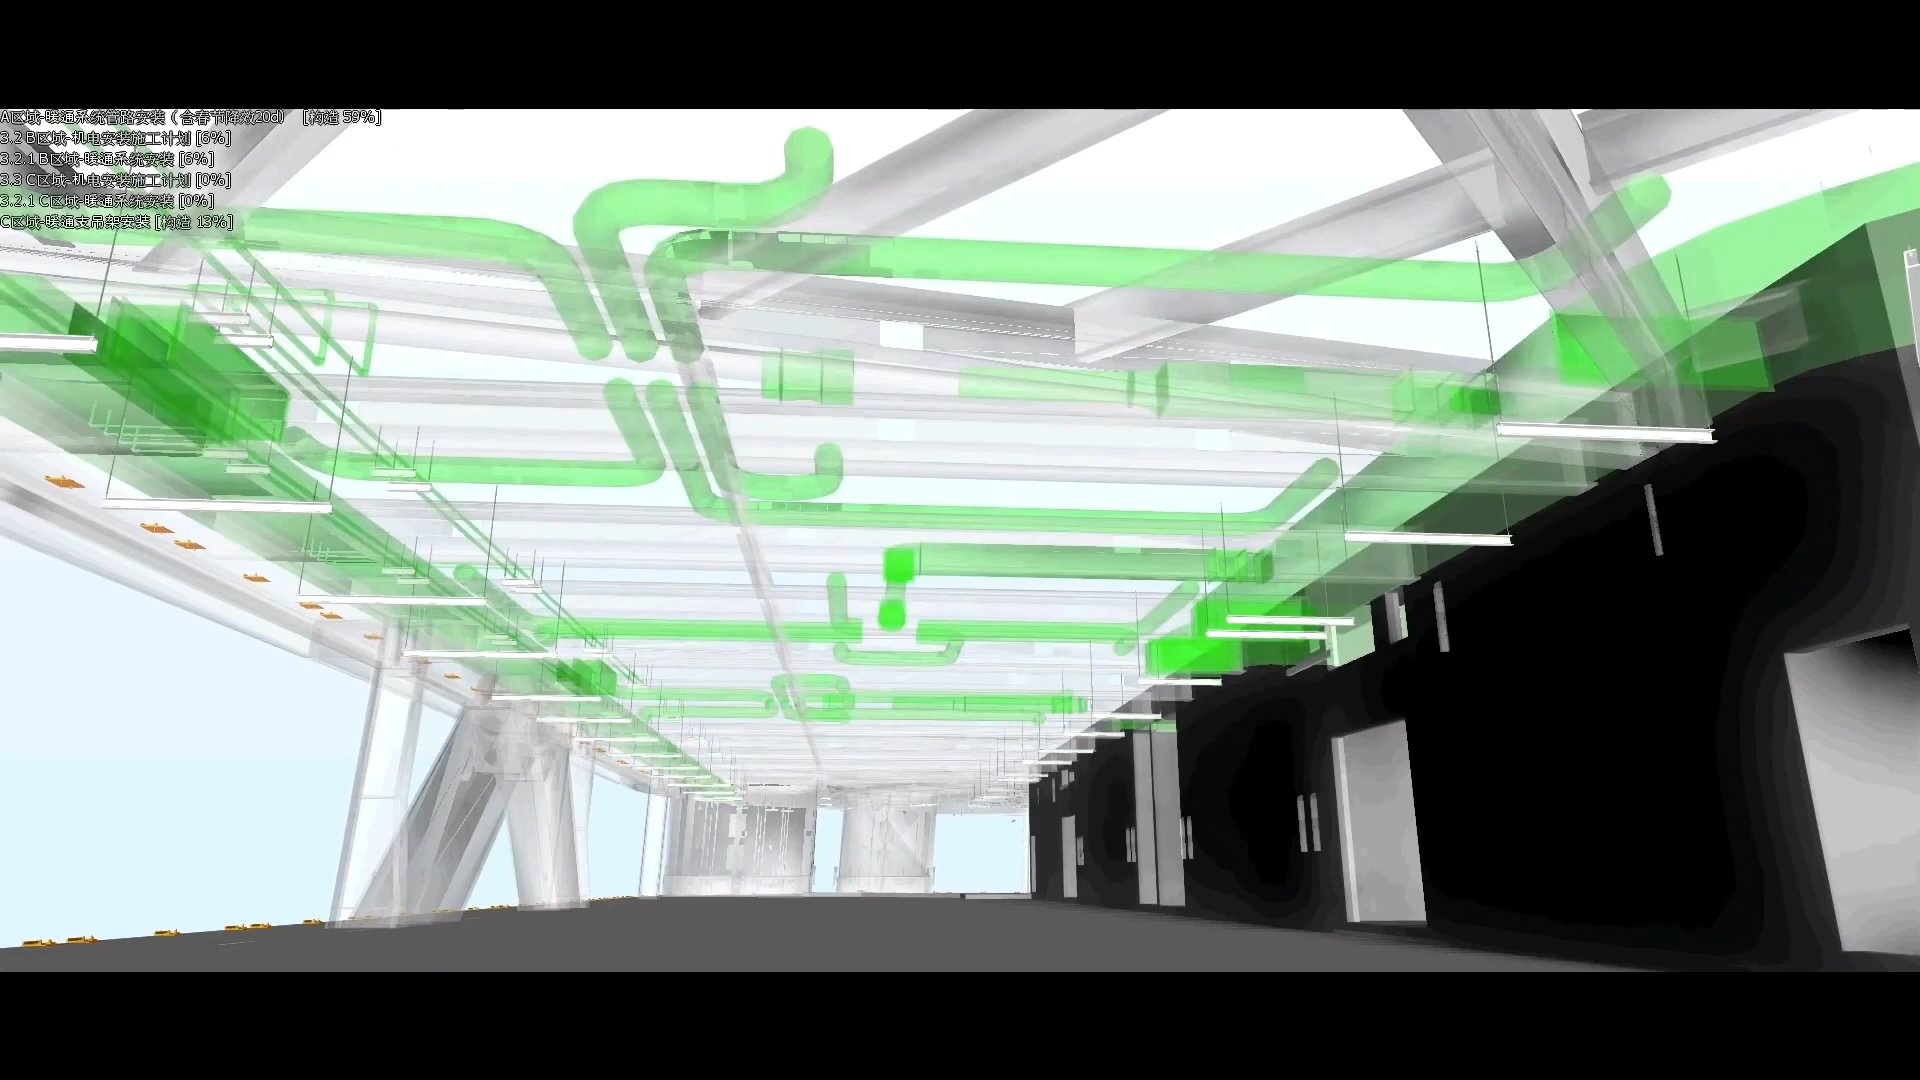 A区域-暖通系统管路安装（含春节降效20d) [构造 59%]
3.2 B区域-机电安装施工计划 [6%]
3.2.1 B区域-暖通系统安装 [6%]
3.3 C区域-机电安装施工计划 [0%]
3.2.1 C区域-暖通系统安装 [0%]
C区域-暖通支吊架安装 [构造 13%]